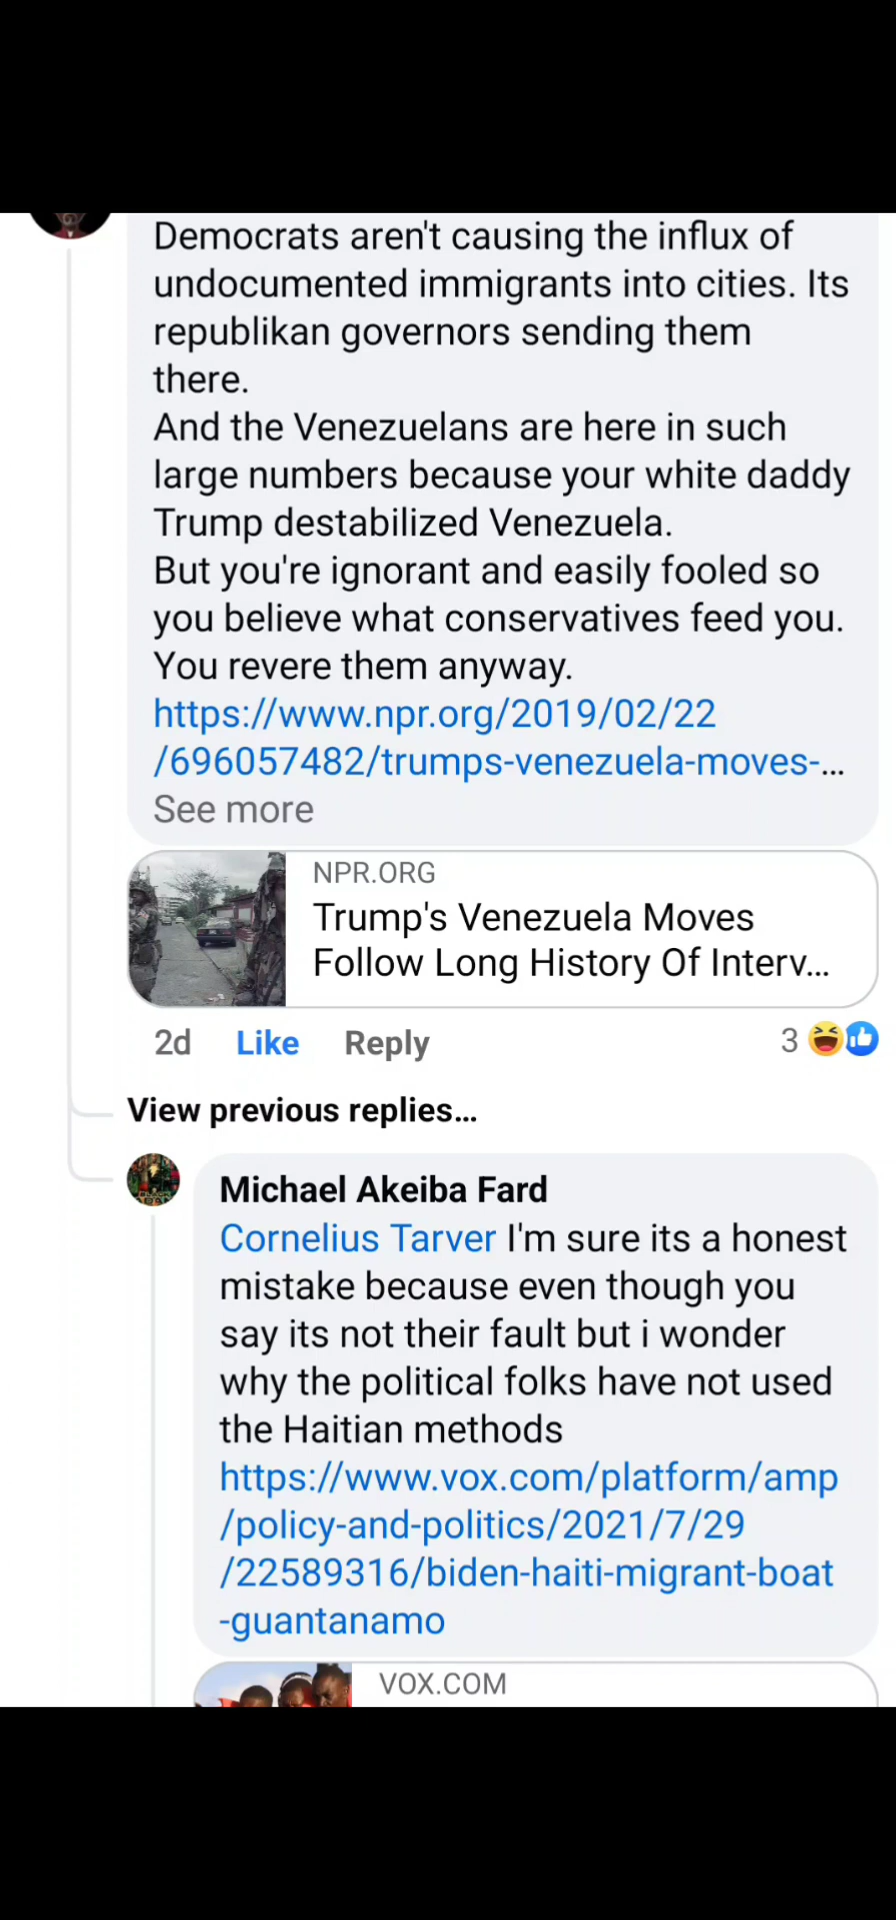 Democrats aren't causing the influx of
undocumented immigrants into cities. Its
republikan governors sending them
there.
And the Venezuelans are here in such
large numbers because your white daddy
Trump destabilized Venezuela.
But you're ignorant and easily fooled so
you believe what conservatives feed you.
You revere them anyway.
https://www.npr.org/2019/02/22
/696057482/trumps-venezuela-moves-...
See more
NPR.ORG
Trump's Venezuela Moves
Follow Long History Of Interv...
2d Like Reply 3
View previous replies...
Michael Akeiba Fard
Cornelius Tarver I'm sure its a honest
mistake because even though you
say its not their fault but i wonder
why the political folks have not used
the Haitian methods
https://www.vox.com/platform/amp
/policy-and-politics/2021/7/29
/22589316/biden-haiti-migrant-boat
-guantanamo
VOX.COM